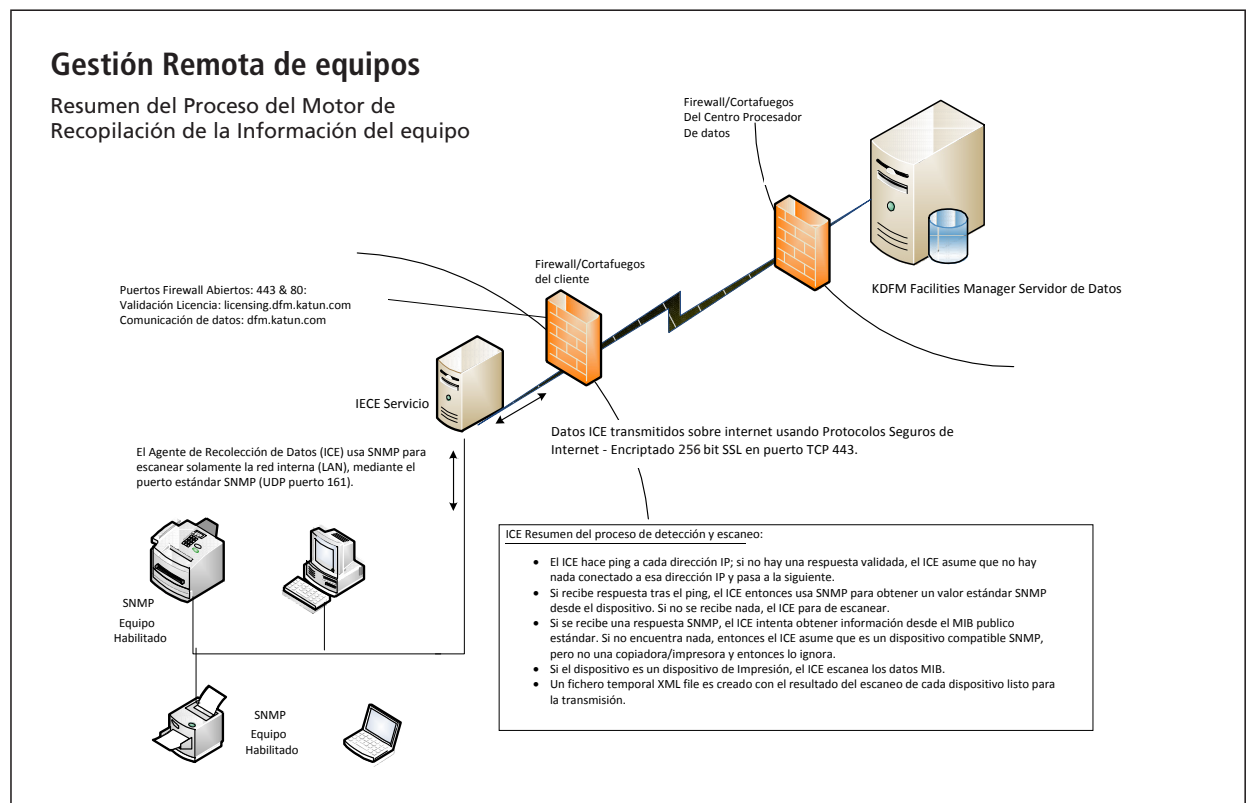 Gestión Remota de equipos
Resumen del Proceso del Motor de
Recopilación de la Información del equipo
Firewall/Cortafuegos
Del Centro Procesador
De datos
KDFM Facilities Manager Servidor de Datos
Firewall/Cortafuegos
del cliente
Puertos Firewall Abiertos: 443 & 80:
Validación Licencia: licensing.dfm.katun.com
Comunicación de datos: dfm.katun.com
IECE Servicio
Datos ICE transmitidos sobre internet usando Protocolos Seguros de
Internet - Encriptado 256 bit SSL en puerto TCP 443.
El Agente de Recolección de Datos (ICE) usa SNMP para
escanear solamente la red interna (LAN), mediante el
puerto estándar SNMP (UDP puerto 161).
SNMP
Equipo
Habilitado
SNMP
Equipo
Habilitado
ICE Resumen del proceso de detección y escaneo:
• El ICE hace ping a cada dirección IP; si no hay una respuesta validada, el ICE asume que no hay
nada conectado a esa dirección IP y pasa a la siguiente.
• Si recibe respuesta tras el ping, el ICE entonces usa SNMP para obtener un valor estándar SNMP
desde el dispositivo. Si no se recibe nada, el ICE para de escanear.
• Si se recibe una respuesta SNMP, el ICE intenta obtener información desde el MIB publico
estándar. Si no encuentra nada, entonces el ICE asume que es un dispositivo compatible SNMP,
pero no una copiadora/impresora y entonces lo ignora.
• Si el dispositivo es un dispositivo de Impresión, el ICE escanea los datos MIB.
• Un fichero temporal XML file es creado con el resultado del escaneo de cada dispositivo listo para
la transmisión.